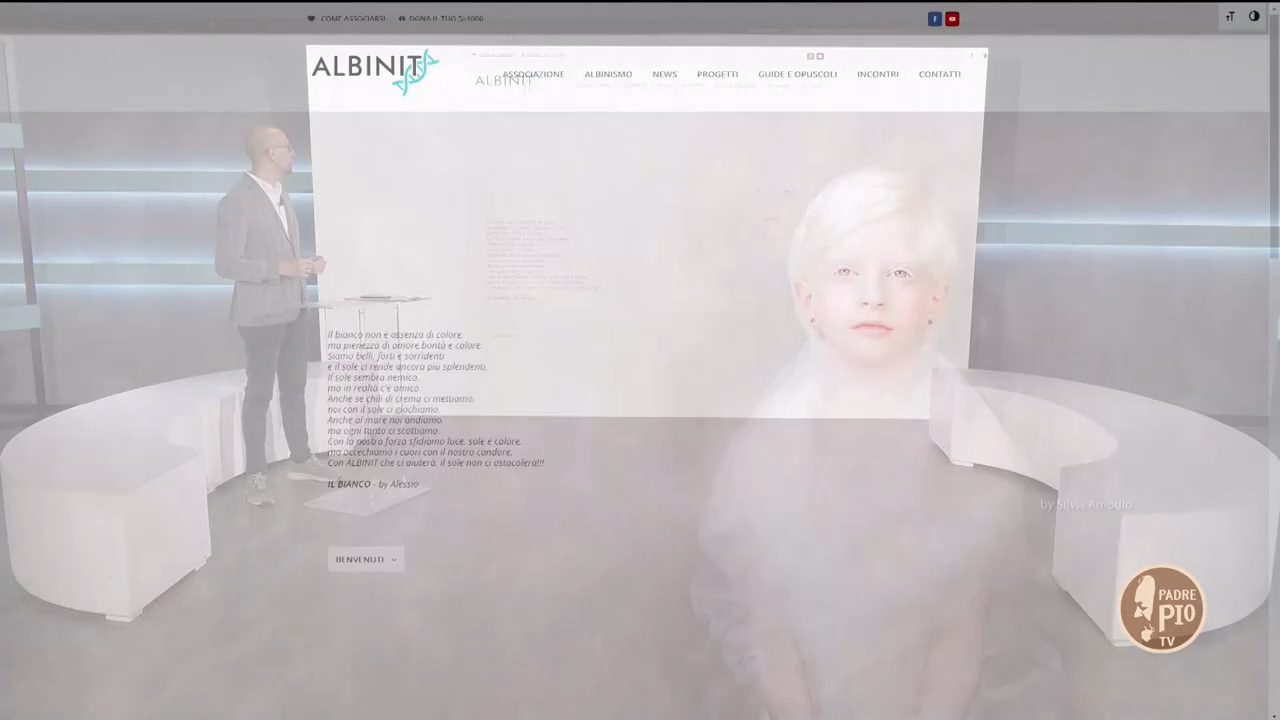 COME ASSOCIARSI
DONA IL TUO 5x1000
ALBINIT
ASSOCIAZIONE
ALBINISMO
NEWS
PROGETTI
GUIDE E OPUSCOLI
INCONTRI
CONTATTI
ALBINIT
Il bianco non è assenza di colore,
ma pienezza di amore bontà e calore.
Siamo belli, forti e sorridenti
e il sole ci rende ancora più splendenti.
Il sole sembra nemico,
ma in realtà c'è amico.
Anche se chili di crema ci mettiamo,
noi con il sole ci giochiamo.
Anche al mare noi andiamo,
ma ogni tanto ci scottiamo.
Con la nostra forza sfidiamo luce, sole e calore,
ma accechiamo i cuori con il nostro candore.
Con ALBINIT che ci aiuterà, il sole non ci ostacolerà!!!
IL BIANCO - by Alessio
by Silvia Amodio
BENVENUTI
PADRE
PIO
TV